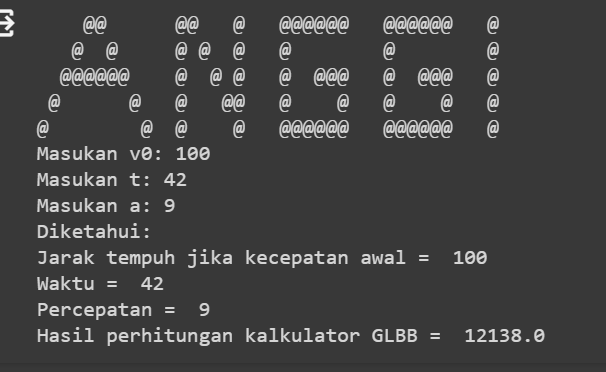 ANGGI
Masukan v0: 100
Masukan t: 42
Masukan a: 9
Diketahui:
Jarak tempuh jika kecepatan awal =  100
Waktu =  42
Percepatan =  9
Hasil perhitungan kalkulator GLBB =  12138.0